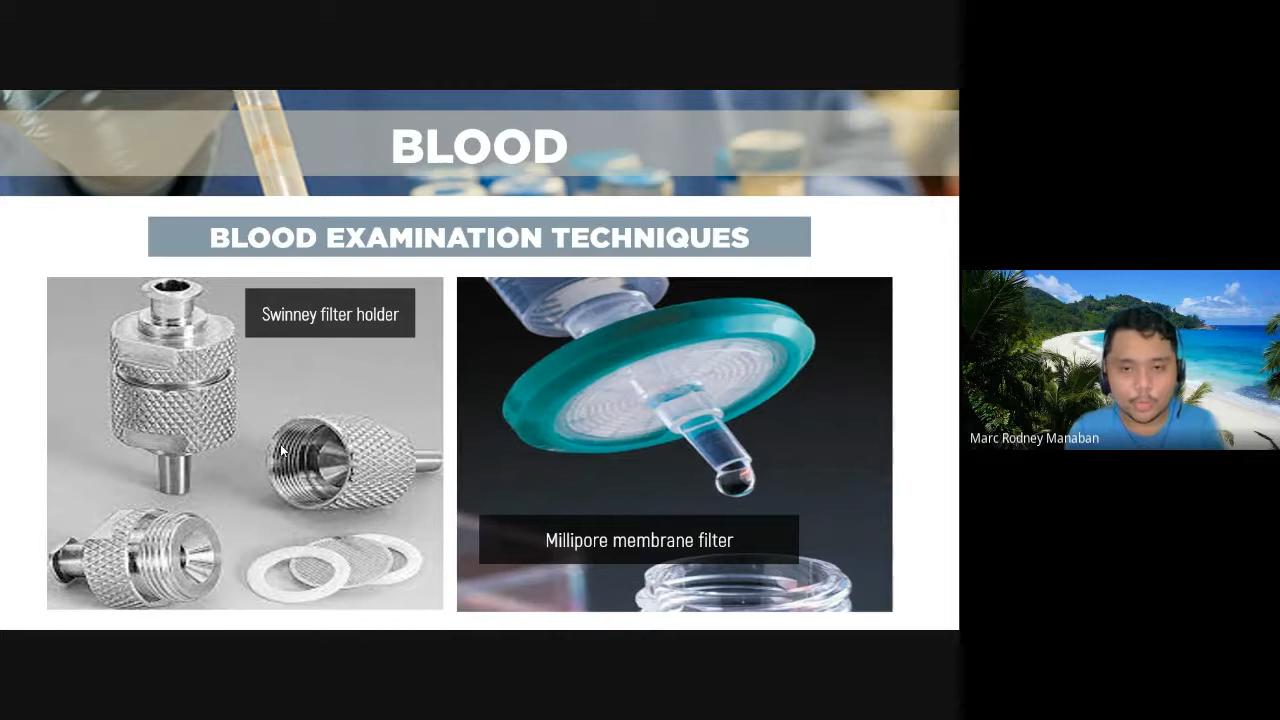 BLOOD
BLOOD EXAMINATION TECHNIQUES
Swinney filter holder
Millipore membrane filter
Marc Rodney Manaban